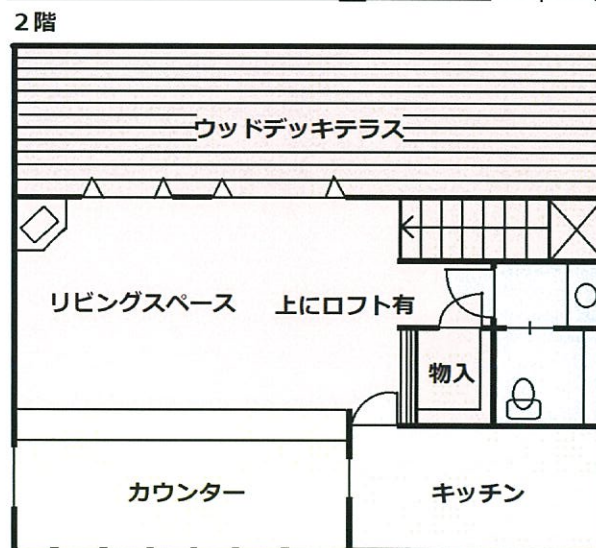 ２階
ウッドデッキテラス
リビングスペース
上にロフト有
物入
カウンター
キッチン